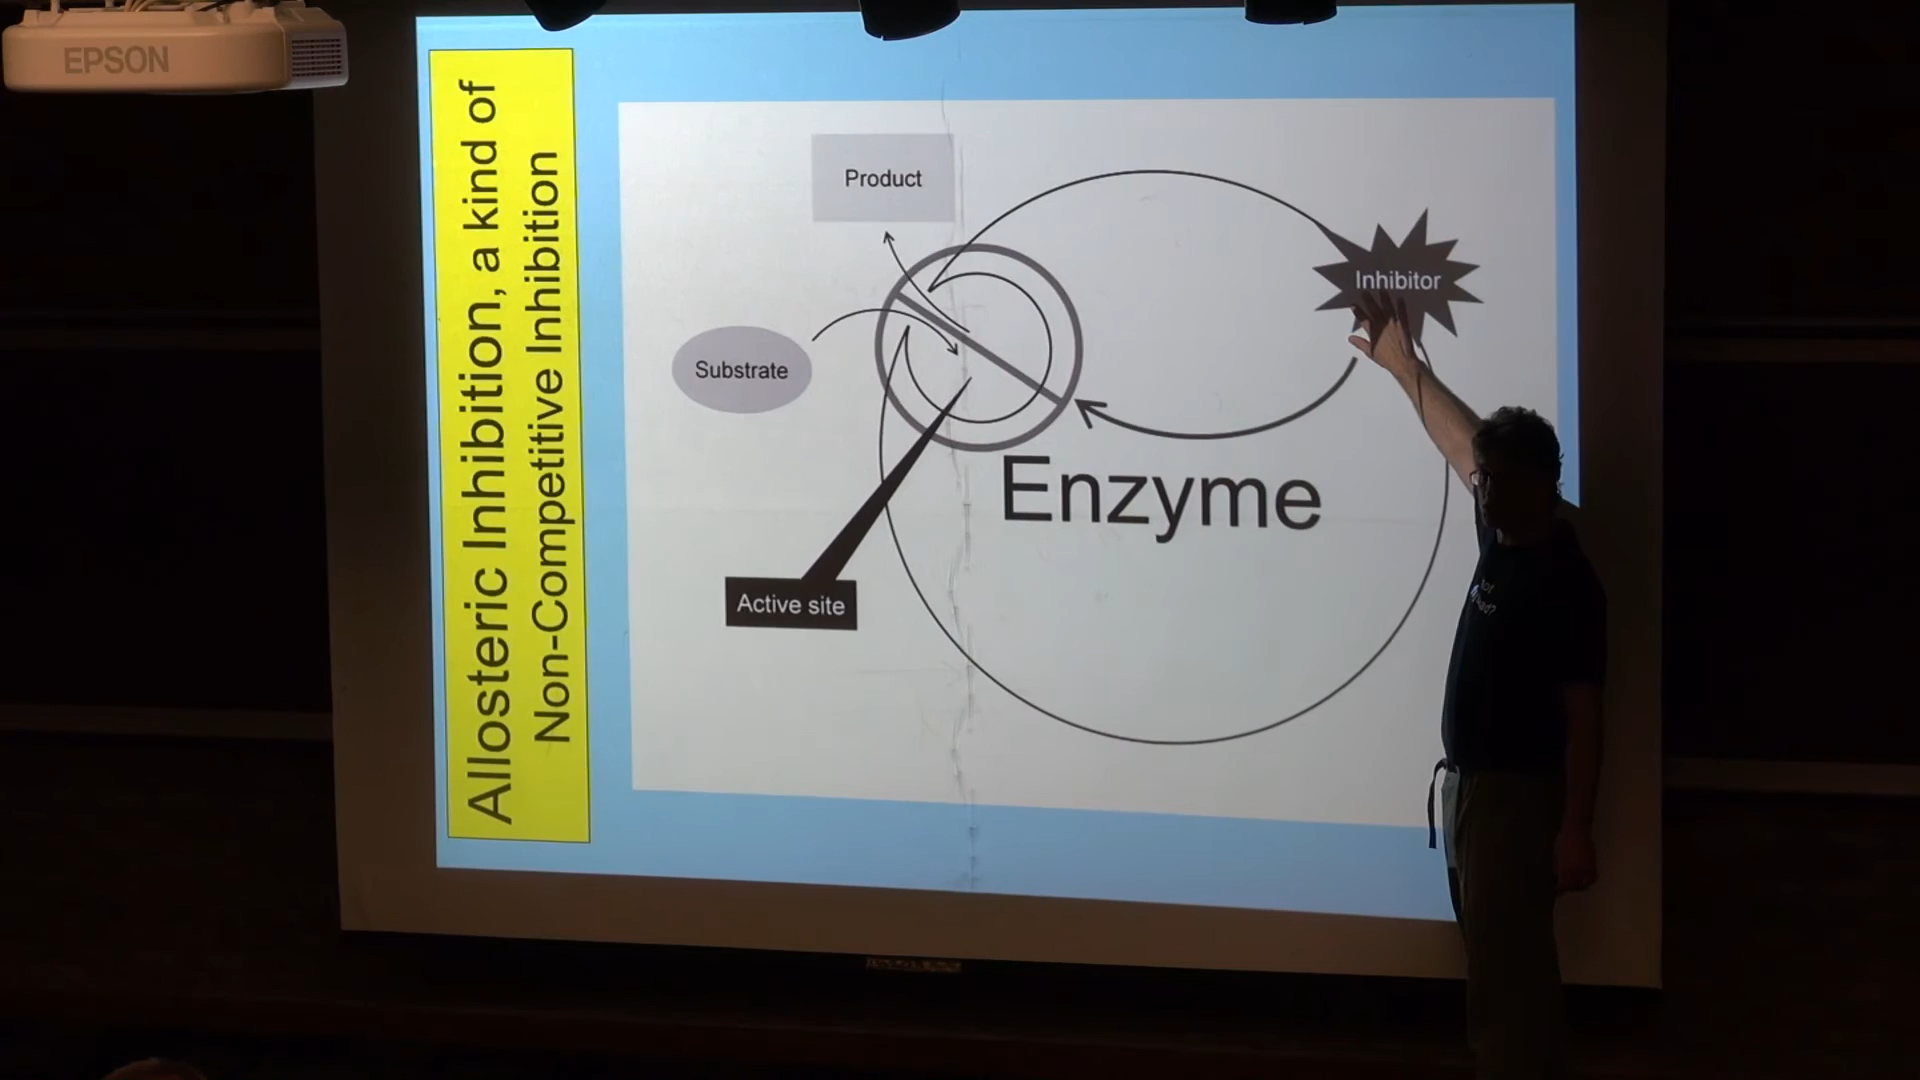 EPSON
Allosteric Inhibition, a kind of
Non-Competitive Inhibition
Product
Inhibitor
Substrate
Enzyme
Active site